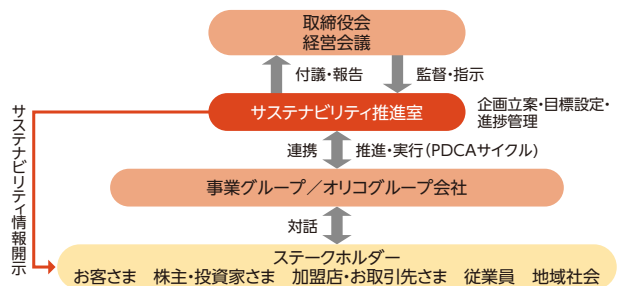 取締役会
経営会議
付議・報告
監督・指示
サステナビリティ推進室
企画立案・目標設定・
進捗管理
連携
推進・実行(PDCAサイクル)
事業グループ／オリコグループ会社
対話
サステナビリティ情報開示
ステークホルダー
お客さま 株主・投資家さま 加盟店・お取引先さま 従業員 地域社会